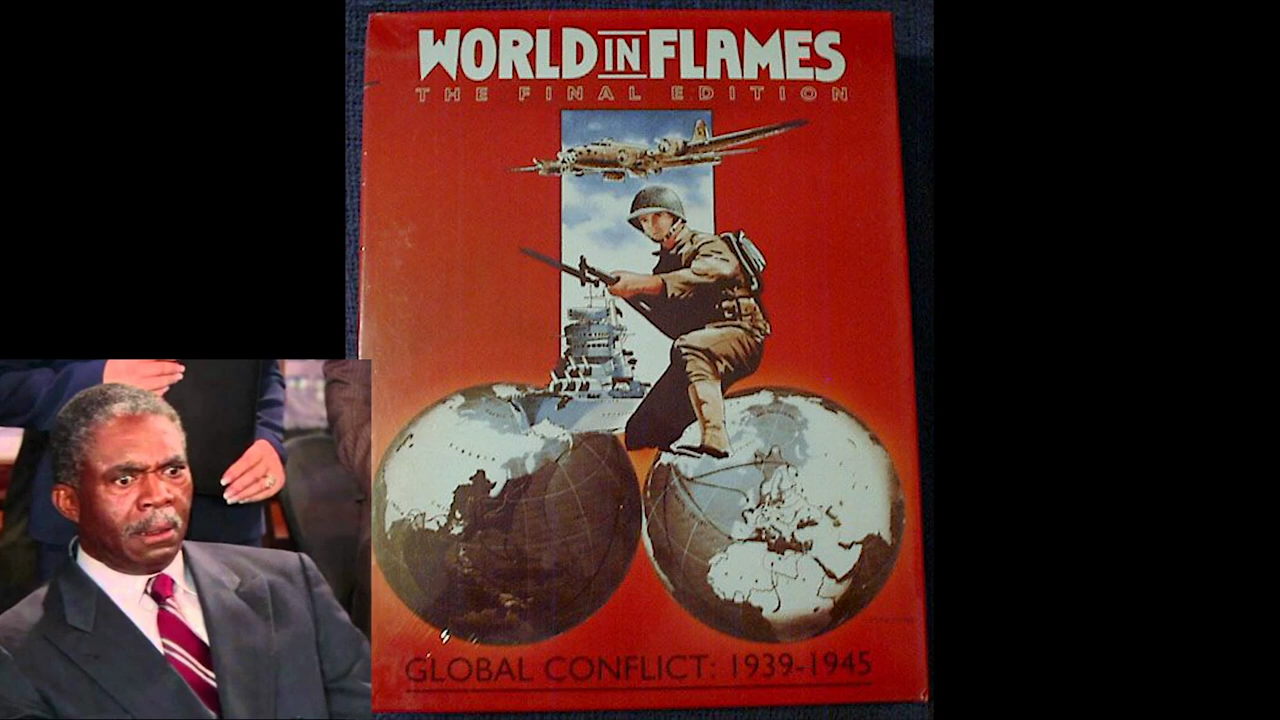 WORLD IN FLAMES
THE FINAL EDITION
GLOBAL CONFLICT: 1939-1945